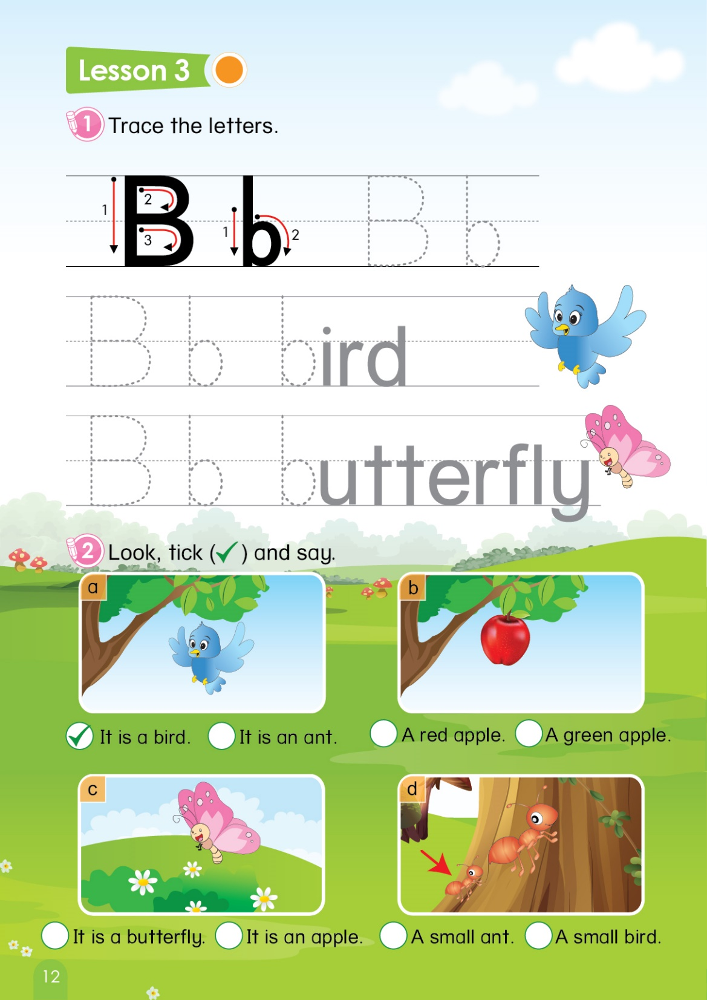 Lesson 3
1 Trace the letters.
1 2 3 B 1 2 b B b
B b bird
B b butterfly
2 Look, tick (✓) and say.
a
b
✓ It is a bird. It is an ant.
A red apple. A green apple.
c
d
It is a butterfly. It is an apple.
A small ant. A small bird.
12